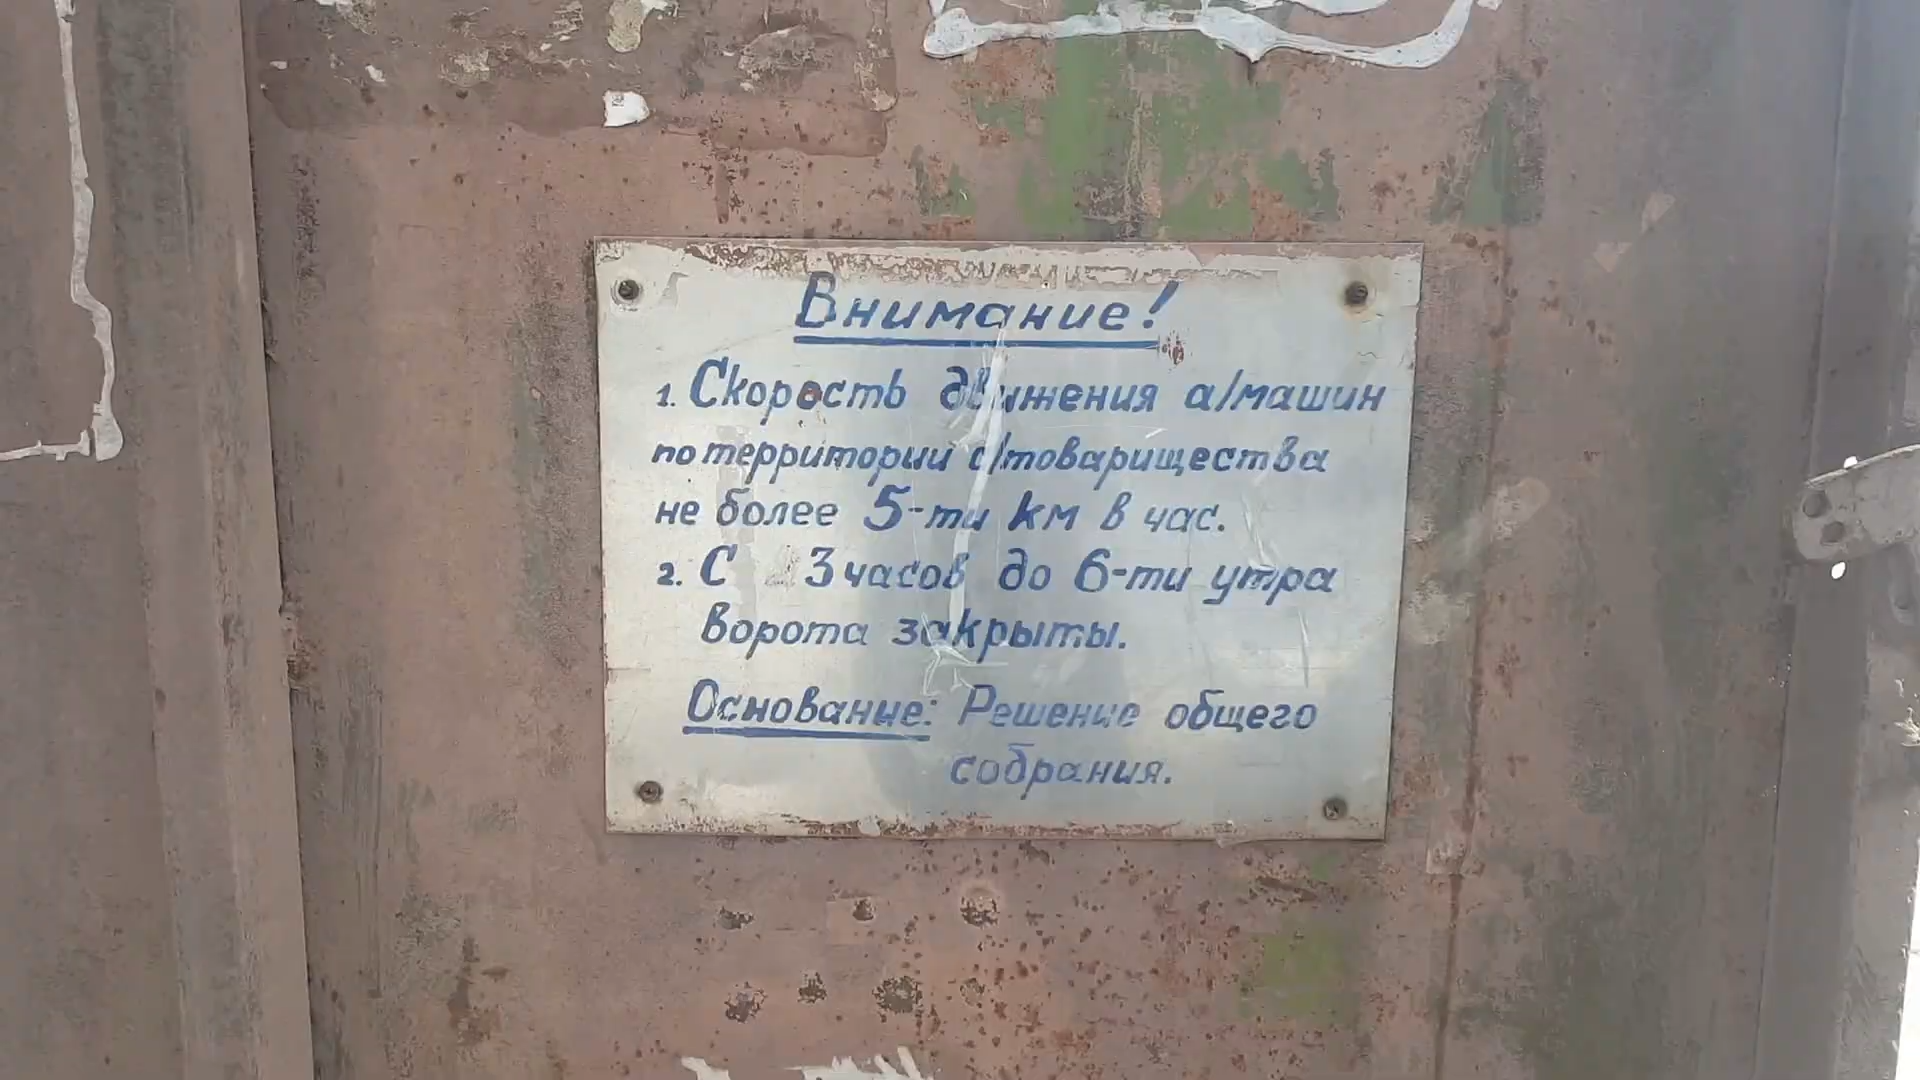 Внимание!
1. Скорость движения а/машин
по территории с/товарищества
не более 5-ти км в час.
2. С 3 часов до 6-ти утра
ворота закрыты.
Основание: Решение общего
собрания.